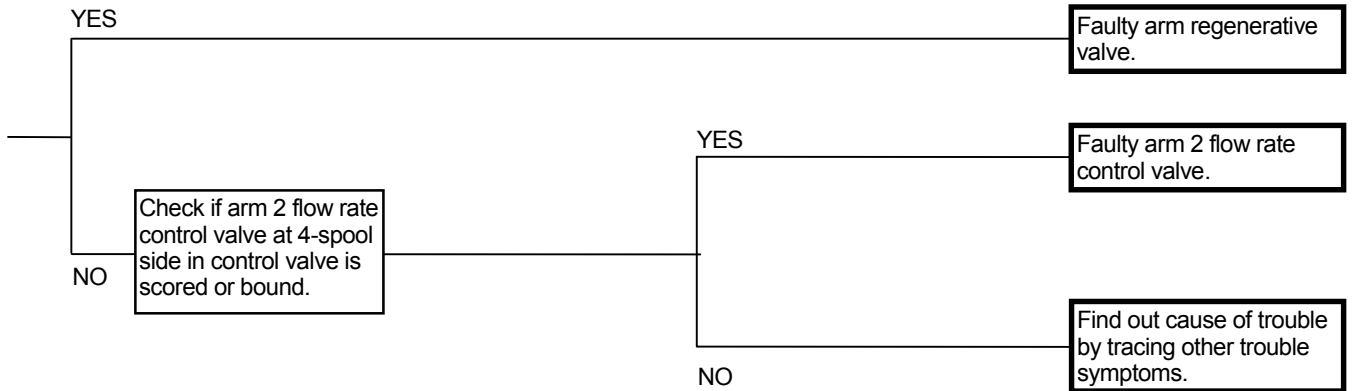 YES
Faulty arm regenerative
valve.
YES
Faulty arm 2 flow rate
control valve.
Check if arm 2 flow rate
control valve at 4-spool
side in control valve is
scored or bound.
NO
Find out cause of trouble
by tracing other trouble
symptoms.
NO